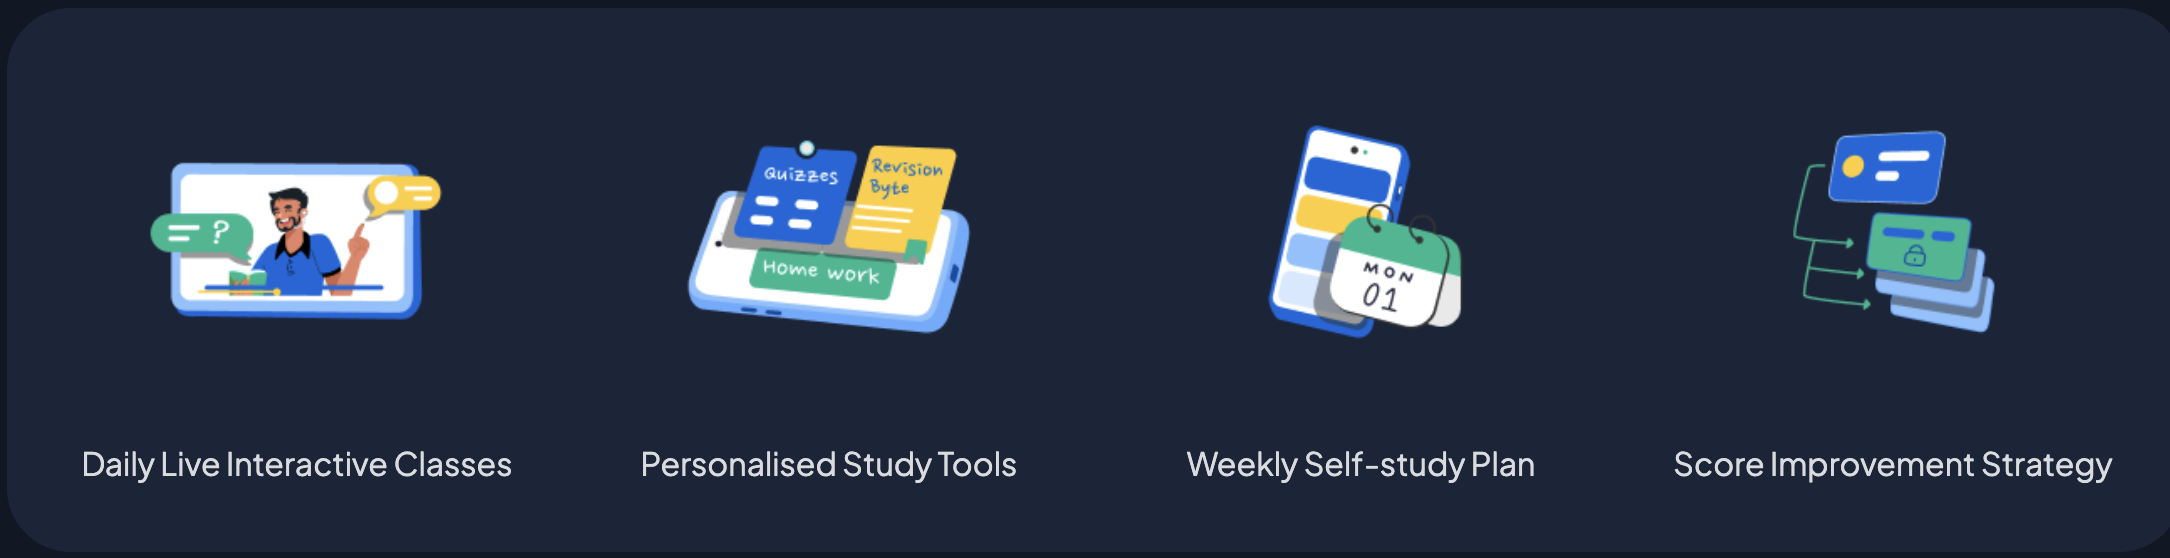 ?
Quizzes
Revision
Byte
Home work
MON
01
Daily Live Interactive Classes
Personalised Study Tools
Weekly Self-study Plan
Score Improvement Strategy